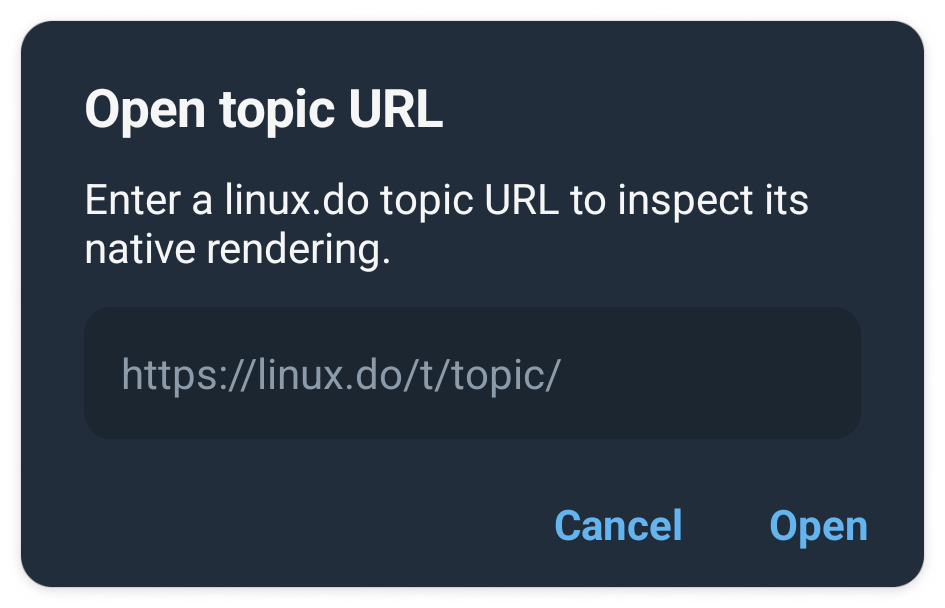 Open topic URL
Enter a linux.do topic URL to inspect its
native rendering.
https://linux.do/t/topic/
Cancel Open